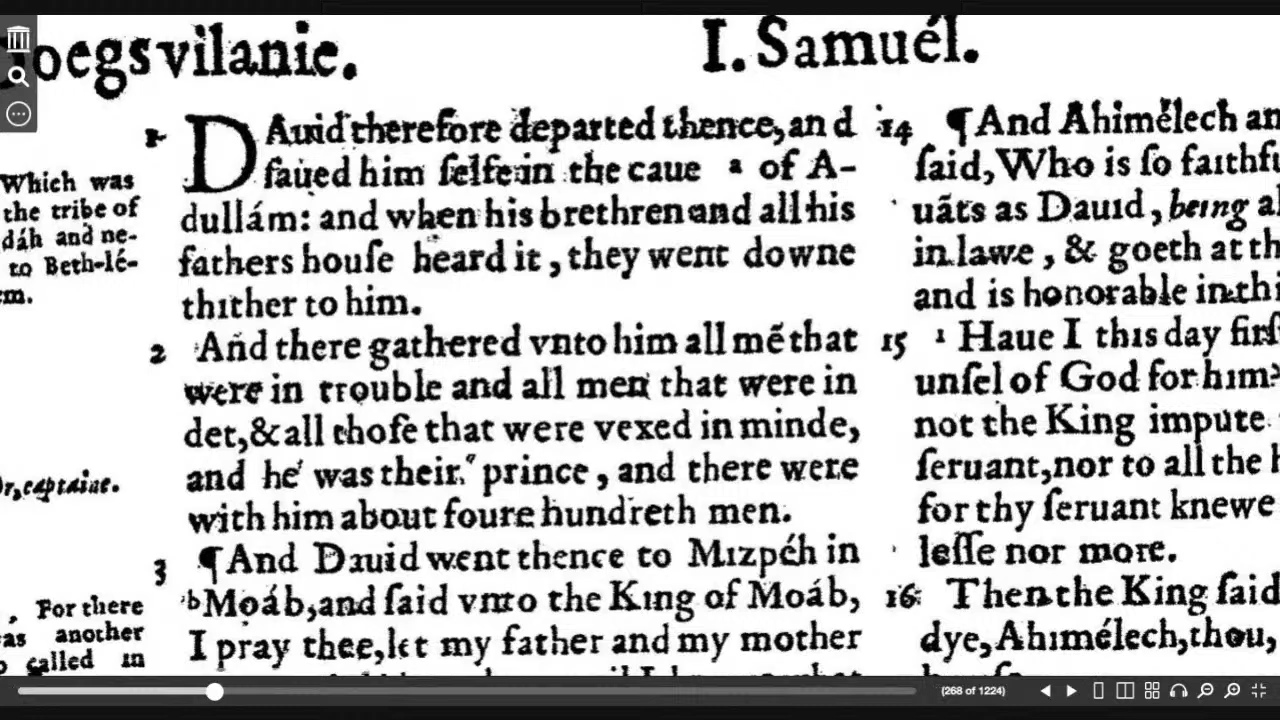 oegs vilanie.
I. Samuél.
1
DAuid therefore departed thence, and
saued him selfe in the caue a of A-
dullám: and when his brethren and all his
fathers houſe heard it, they went downe
thither to him.
2 And there gathered vnto him all mẽ that
were in trouble and all men that were in
det, & all thoſe that were vexed in minde,
and he was their " prince, and there were
with him about foure hundreth men.
3 ¶And Dauid went thence to Mizpéh in
b Moáb, and ſaid vnto the King of Moáb,
I pray thee, let my father and my mother
Which was
the tribe of
dáh and ne-
to Beth-lé-
em.
r, captaine.
, For there
as another
o called in
14 ¶And Ahimélech an
ſaid, Who is ſo faithf
uãts as Dauid, being a
in lawe, & goeth at th
and is honorable in thi
15 1 Haue I this day firſ
unſel of God for him?
not the King impute
ſeruant, nor to all the h
for thy ſeruant knewe
leſſe nor more.
16 Then the King ſaid
dye, Ahimélech, thou,
(268 of 1224)